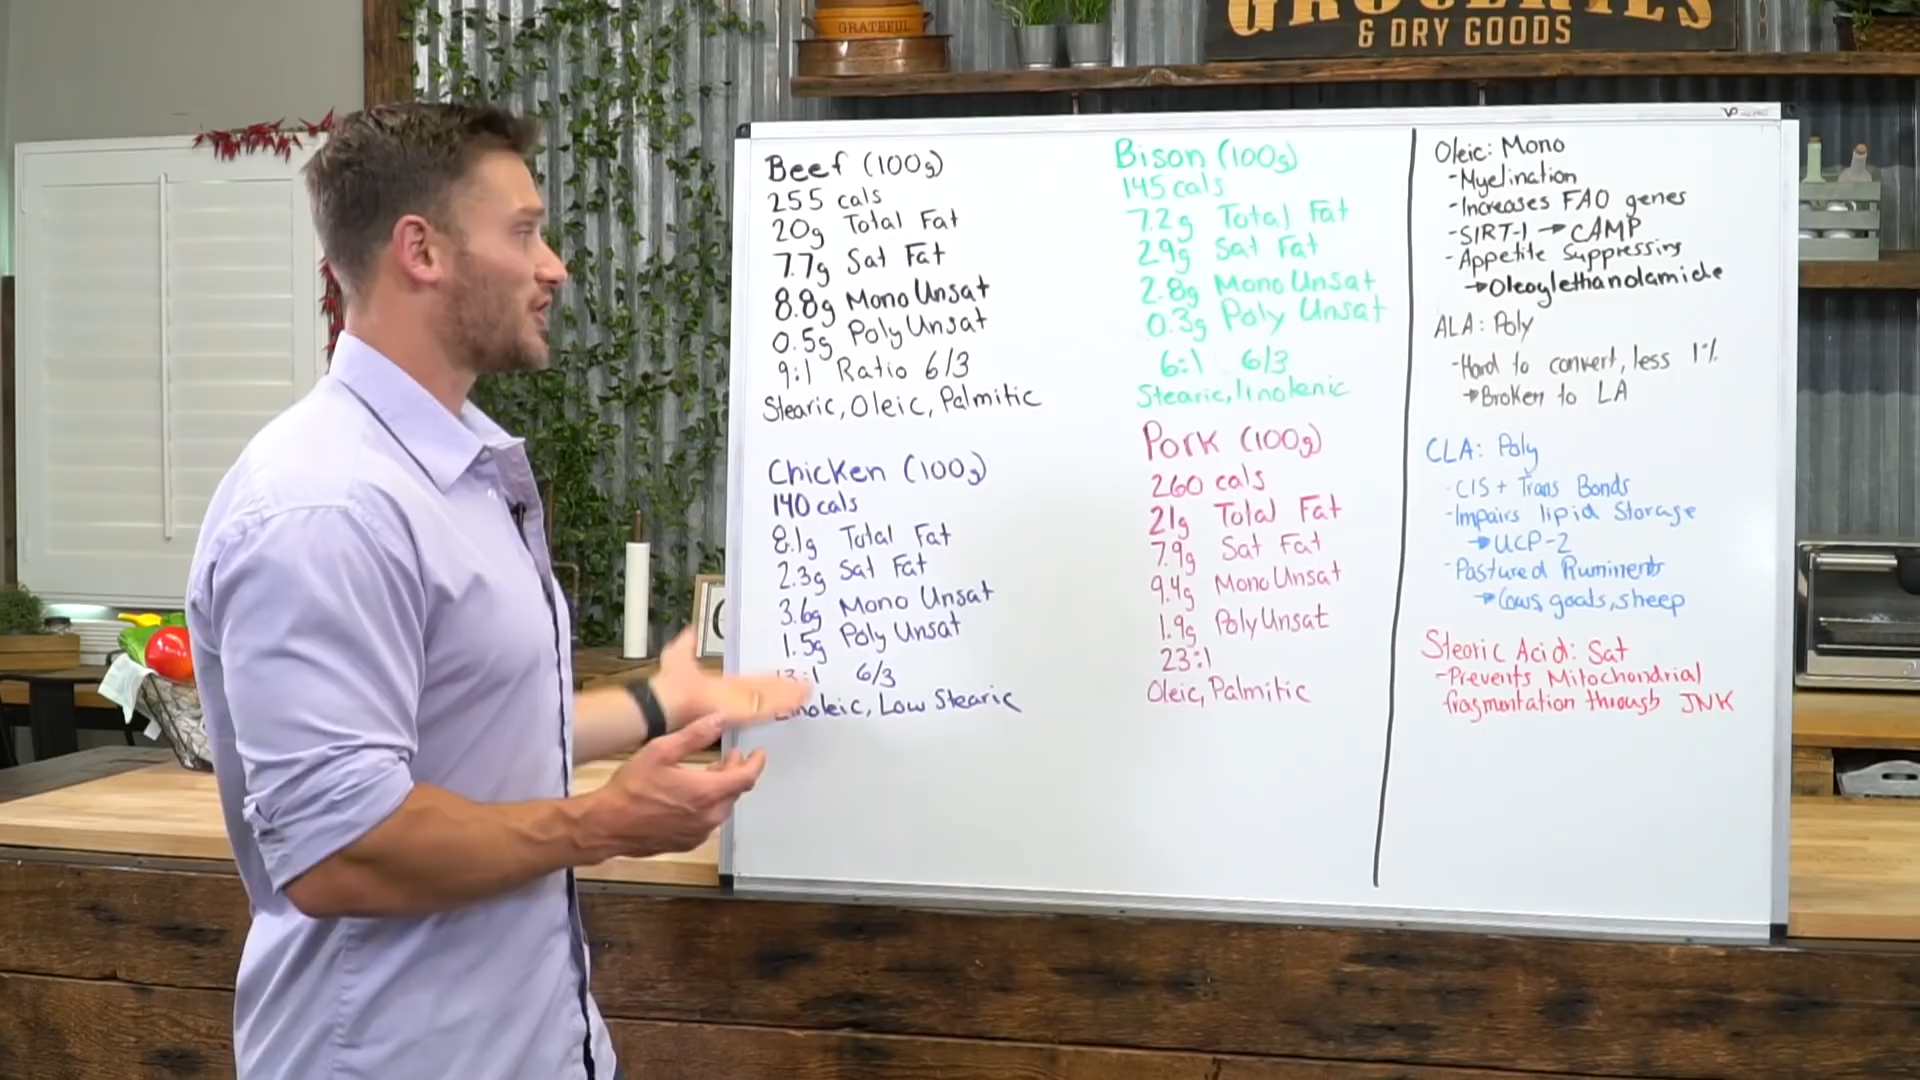 GRATEFUL
GROCERIES
& DRY GOODS
Beef (100g)
255 cals
20g Total Fat
7.7g Sat Fat
8.8g Mono Unsat
0.5g Poly Unsat
9:1 Ratio 6/3
Stearic, Oleic, Palmitic
Chicken (100g)
140 cals
8.1g Total Fat
2.3g Sat Fat
3.6g Mono Unsat
1.5g Poly Unsat
13:1 6/3
Linoleic, Low Stearic
Bison (100g)
145 cals
7.2g Total Fat
2.9g Sat Fat
2.8g Mono Unsat
0.3g Poly Unsat
6:1 6/3
Stearic, linolenic
Pork (100g)
260 cals
21g Total Fat
7.9g Sat Fat
9.4g Mono Unsat
1.9g Poly Unsat
23:1
Oleic, Palmitic
Oleic: Mono
- Myelination
- Increases FAO genes
- SIRT-1 → CAMP
- Appetite Suppressing
→ Oleoylethanolamide
ALA: Poly
- Hard to convert, less 1%
→ Broken to LA
CLA: Poly
- CIS + Trans Bonds
- Impairs lipid Storage
→ UCP-2
- Pastured Ruminents
→ Cows, goats, sheep
Stearic Acid: Sat
- Prevents Mitochondrial
fragmentation through JNK